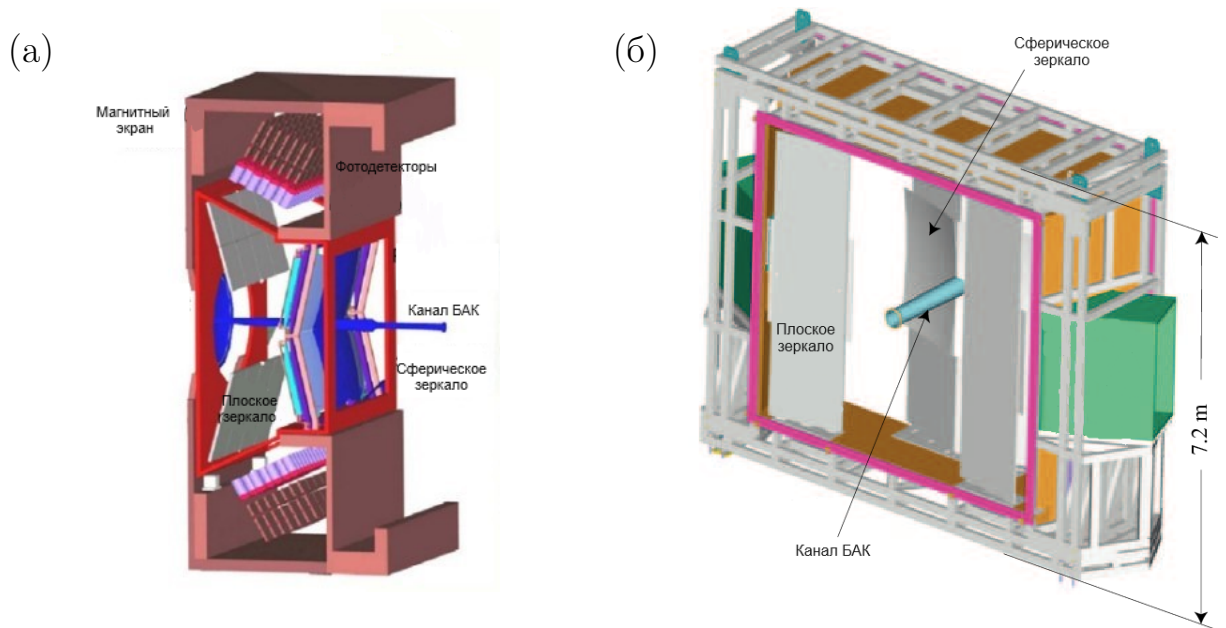 (а)
Магнитный
экран
Фотодетекторы
Канал БАК
Сферическое
зеркало
Плоское
зеркало
(б)
Сферическое
зеркало
Плоское
зеркало
Канал БАК
7.2 m